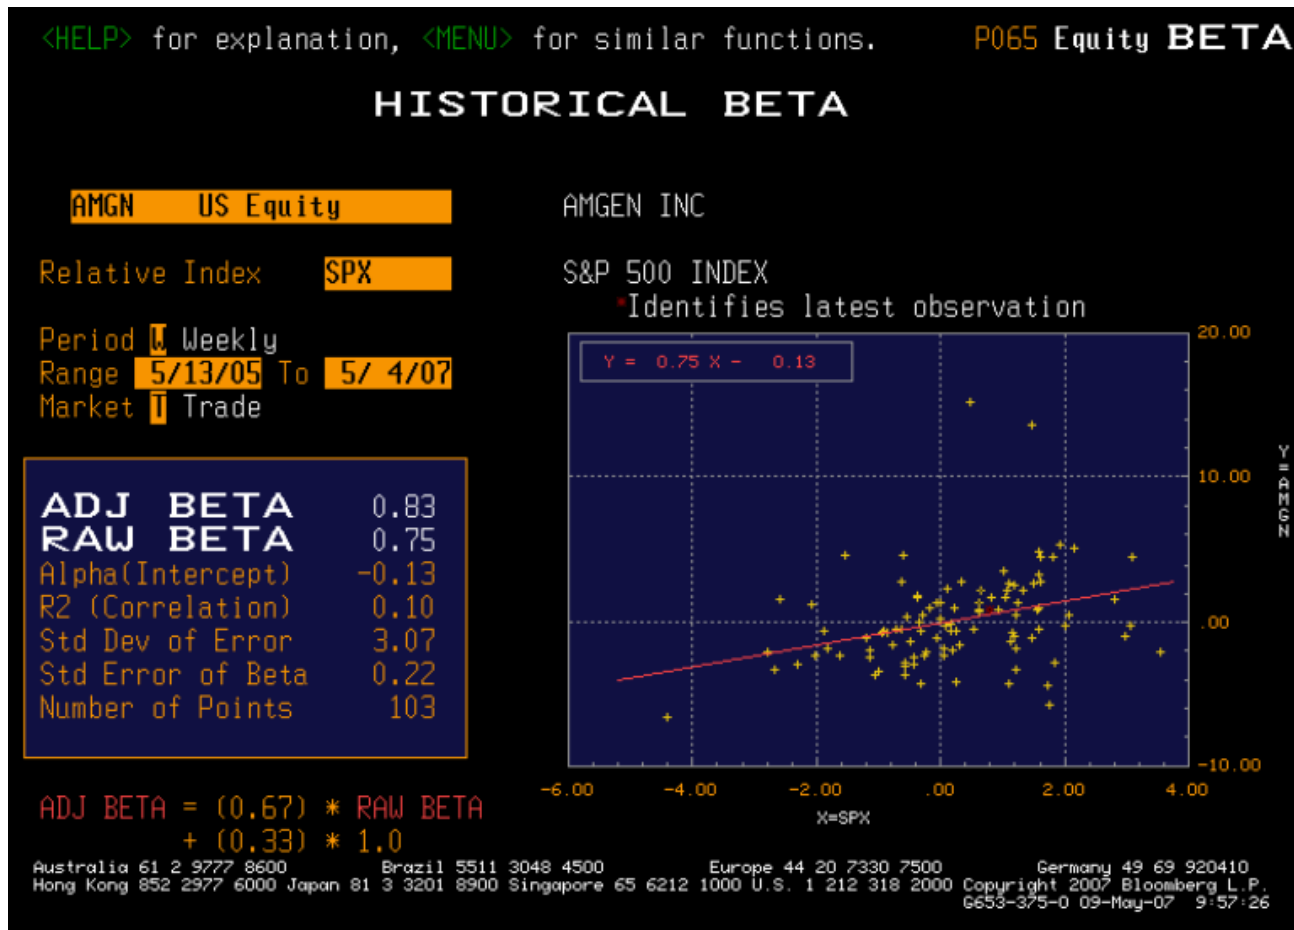 <HELP> for explanation, <MENU> for similar functions. P065 Equity BETA
HISTORICAL BETA
AMGN US Equity
AMGEN INC
Relative Index SPX
S&P 500 INDEX
*Identifies latest observation
Period W Weekly
Range 5/13/05 To 5/ 4/07
Market T Trade
ADJ BETA 0.83
RAW BETA 0.75
Alpha(Intercept) -0.13
R2 (Correlation) 0.10
Std Dev of Error 3.07
Std Error of Beta 0.22
Number of Points 103
ADJ BETA = (0.67) * RAW BETA
+ (0.33) * 1.0
Y = 0.75 X - 0.13
20.00
10.00
.00
-10.00
Y=AMGN
-6.00 -4.00 -2.00 .00 2.00 4.00
X=SPX
Australia 61 2 9777 8600 Brazil 5511 3048 4500 Europe 44 20 7330 7500 Germany 49 69 920410
Hong Kong 852 2977 6000 Japan 81 3 3201 8900 Singapore 65 6212 1000 U.S. 1 212 318 2000 Copyright 2007 Bloomberg L.P.
G653-375-0 09-May-07 9:57:26